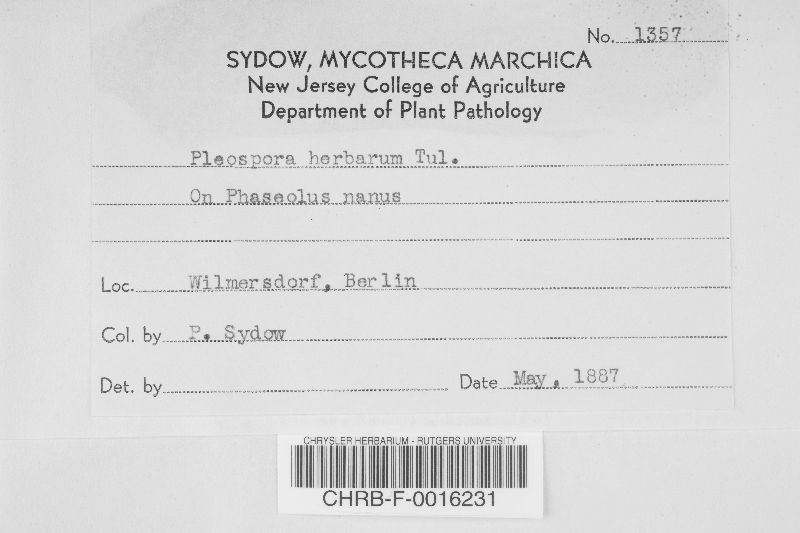 No. 1357
SYDOW, MYCOTHECA MARCHICA
New Jersey College of Agriculture
Department of Plant Pathology
Pleospora herbarum Tul.
On Phaseolus nanus
Loc. Wilmersdorf, Berlin
Col. by P. Sydow
Det. by Date May, 1887
CHRYSLER HERBARIUM - RUTGERS UNIVERSITY
CHRB-F-0016231